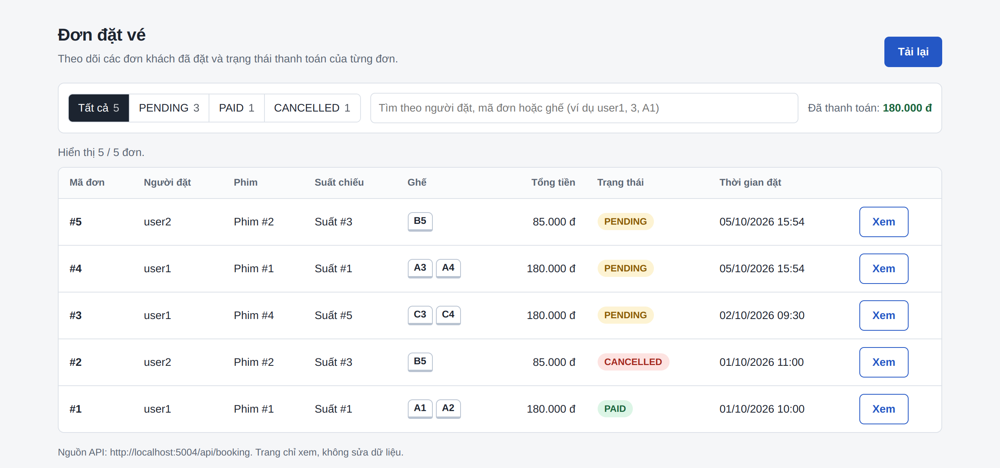 Đơn đặt vé
Theo dõi các đơn khách đã đặt và trạng thái thanh toán của từng đơn.
Tải lại
Tất cả 5 PENDING 3 PAID 1 CANCELLED 1 Tìm theo người đặt, mã đơn hoặc ghế (ví dụ user1, 3, A1) Đã thanh toán: 180.000 đ
Hiển thị 5 / 5 đơn.
Mã đơn Người đặt Phim Suất chiếu Ghế Tổng tiền Trạng thái Thời gian đặt
#5 user2 Phim #2 Suất #3 B5 85.000 đ PENDING 05/10/2026 15:54 Xem
#4 user1 Phim #1 Suất #1 A3 A4 180.000 đ PENDING 05/10/2026 15:54 Xem
#3 user1 Phim #4 Suất #5 C3 C4 180.000 đ PENDING 02/10/2026 09:30 Xem
#2 user2 Phim #2 Suất #3 B5 85.000 đ CANCELLED 01/10/2026 11:00 Xem
#1 user1 Phim #1 Suất #1 A1 A2 180.000 đ PAID 01/10/2026 10:00 Xem
Nguồn API: http://localhost:5004/api/booking. Trang chỉ xem, không sửa dữ liệu.